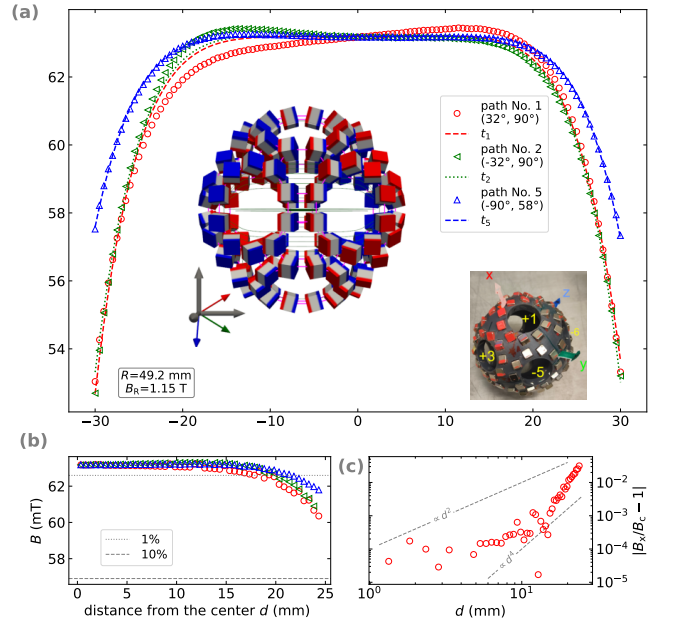 (a)
54
56
58
60
62
−30
−20
−10
0
10
20
30
path No. 1
(32°, 90°)
t₁
path No. 2
(-32°, 90°)
t₂
path No. 5
(-90°, 58°)
t₅
R=49.2 mm
B_R=1.15 T
x
z
y
+1
+3
-5
-6
(b)
62
60
58
B (mT)
1%
10%
0
5
10
15
20
25
distance from the center d (mm)
(c)
∝ d²
∝ d⁴
10⁻²
10⁻³
10⁻⁴
10⁻⁵
|Bₓ/B_c − 1|
10⁰
10¹
d (mm)